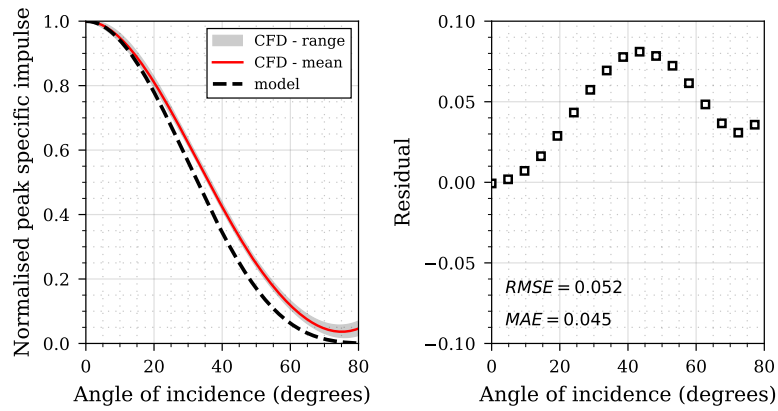 Normalised peak specific impulse
1.0
0.8
0.6
0.4
0.2
0.0
0
20
40
60
80
Angle of incidence (degrees)
CFD - range
CFD - mean
model
Residual
0.10
0.05
0.00
−0.05
−0.10
0
20
40
60
80
Angle of incidence (degrees)
RMSE = 0.052
MAE = 0.045